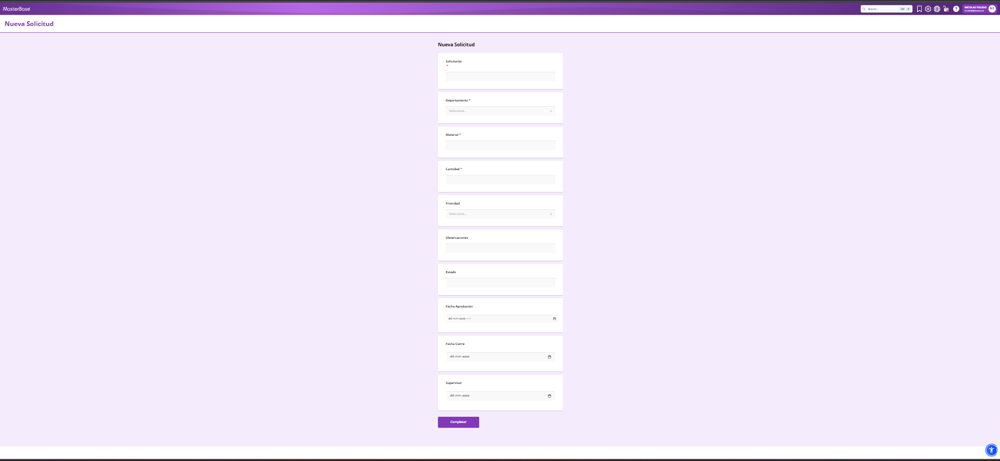 MasterBase
Buscar...
Ctrl
K
?
NICOLAS TOLEDO
NT
Nueva Solicitud
Nueva Solicitud
Solicitante
*
Departamento *
Seleccione...
Material *
Cantidad *
Prioridad
Seleccione...
Observaciones
Estado
Fecha Aprobación
dd-mm-aaaa --:--
Fecha Cierre
dd-mm-aaaa
Supervisor
dd-mm-aaaa
Completar